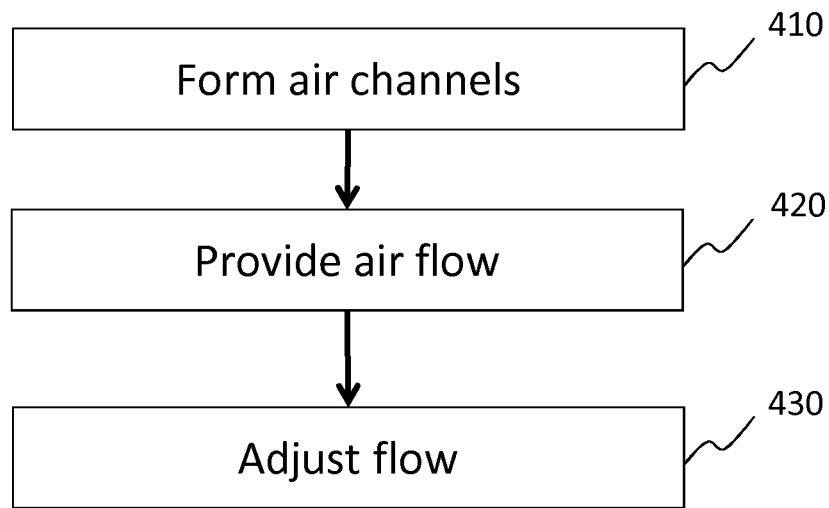 410
Form air channels
420
Provide air flow
430
Adjust flow